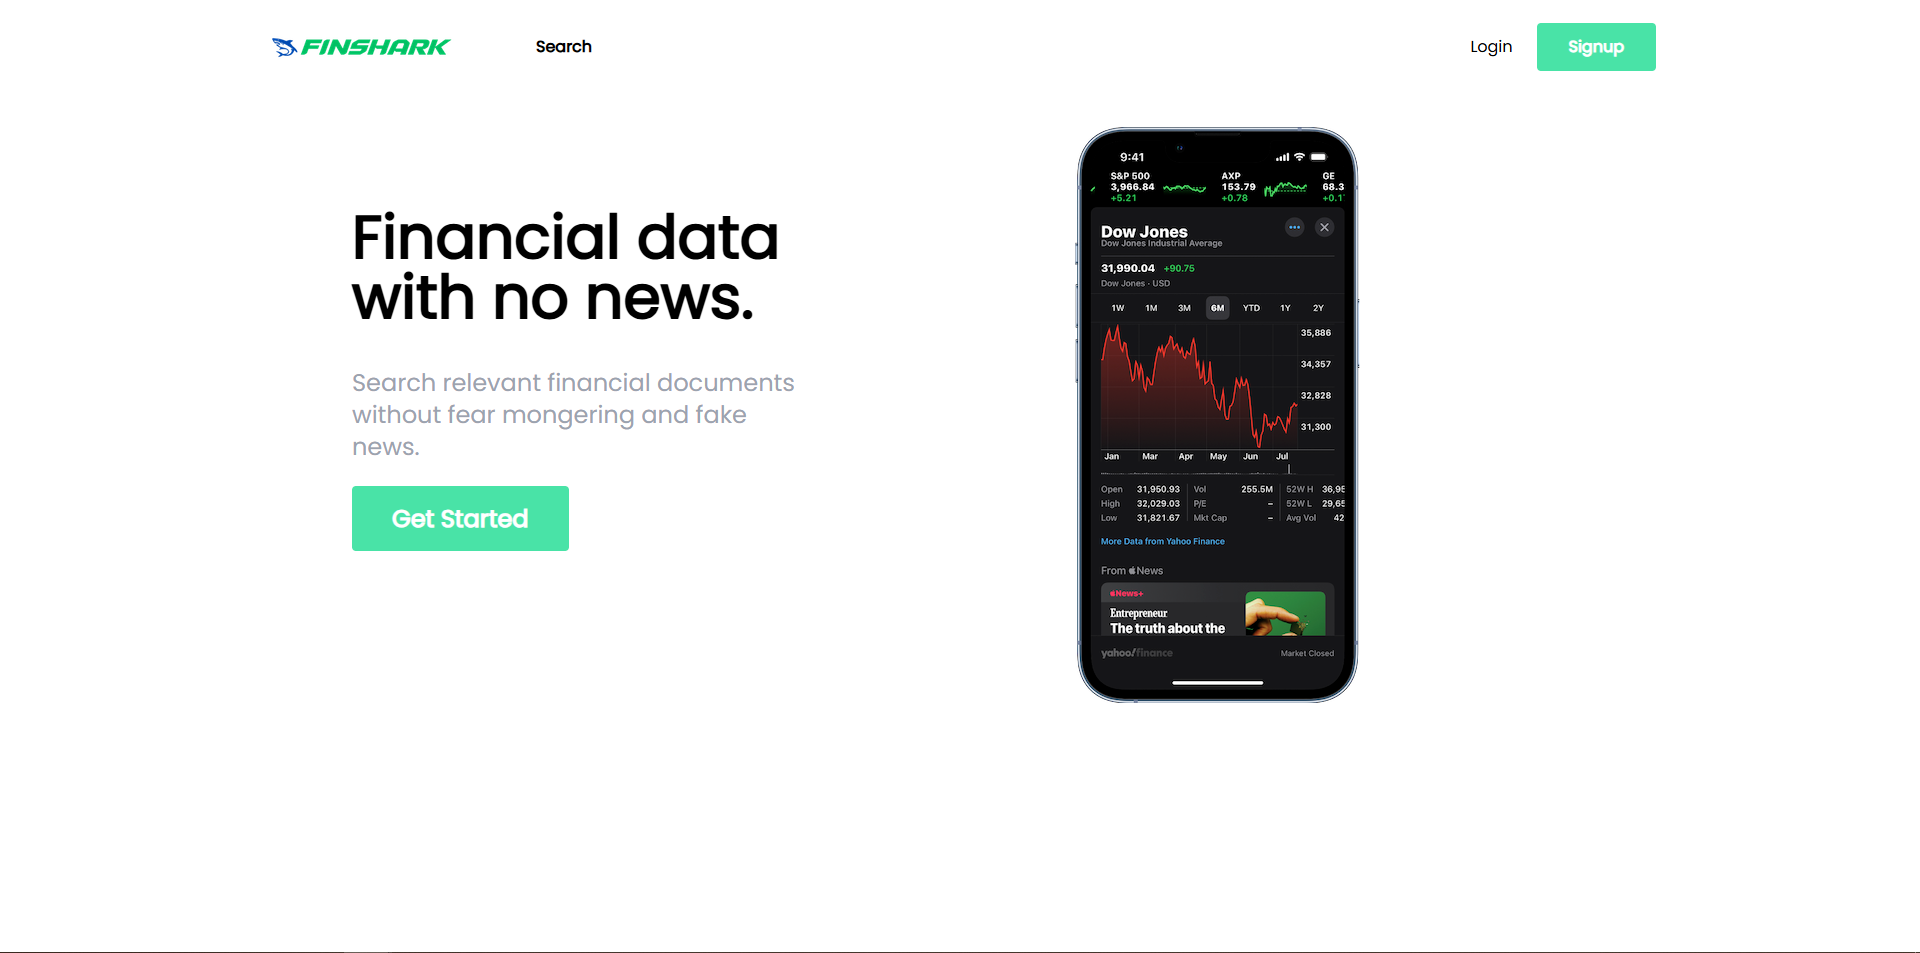 FINSHARK
Search
Login
Signup
Financial data
with no news.
Search relevant financial documents
without fear mongering and fake
news.
Get Started
9:41
S&P 500 AXP GE
3,966.84 153.79 68.3
+5.21 +0.78 +0.1
Dow Jones
Dow Jones Industrial Average
31,990.04 +90.75
Dow Jones · USD
1W 1M 3M 6M YTD 1Y 2Y
35,886
34,357
32,828
31,300
Jan Mar Apr May Jun Jul
Open 31,950.93 Vol 255.5M 52W H 36,95
High 32,029.03 P/E – 52W L 29,65
Low 31,821.67 Mkt Cap – Avg Vol 42
More Data from Yahoo Finance
From News
News+
Entrepreneur
The truth about the
yahoo!finance Market Closed